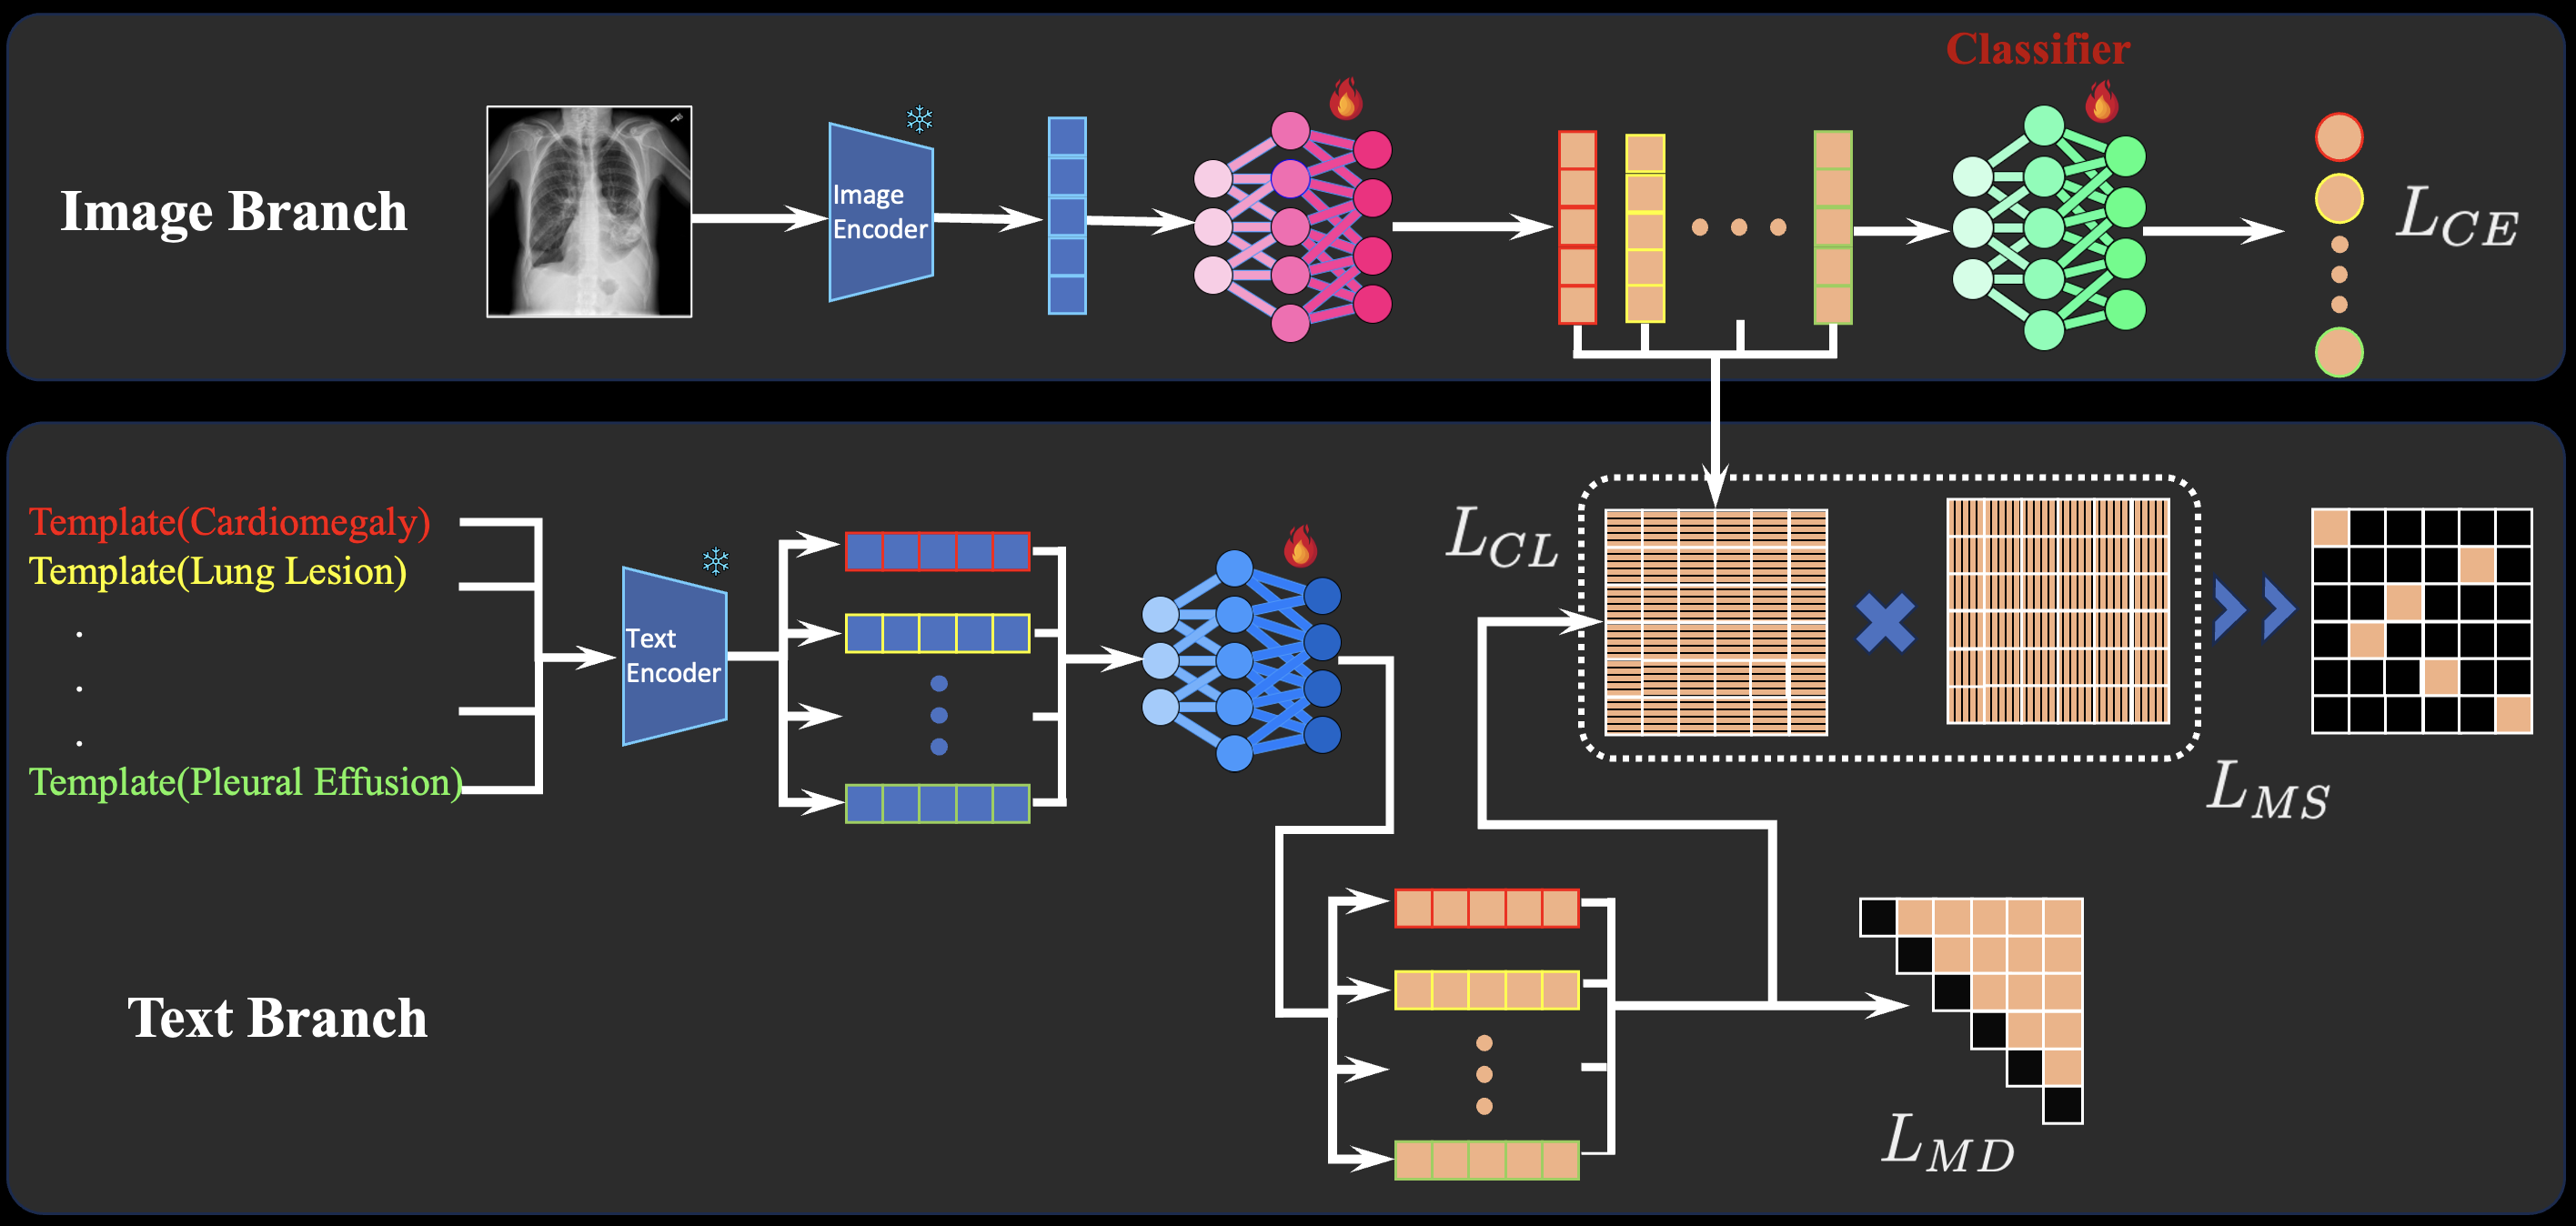 Classifier
Image Branch
Image
Encoder
L_{CE}
Template(Cardiomegaly)
Template(Lung Lesion)
.
.
.
Template(Pleural Effusion)
Text
Encoder
L_{CL}
L_{MS}
Text Branch
L_{MD}